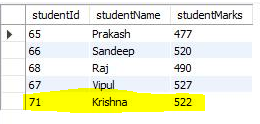 studentId studentName studentMarks
65 Prakash 477
66 Sandeep 520
68 Raj 490
67 Vipul 527
71 Krishna 522